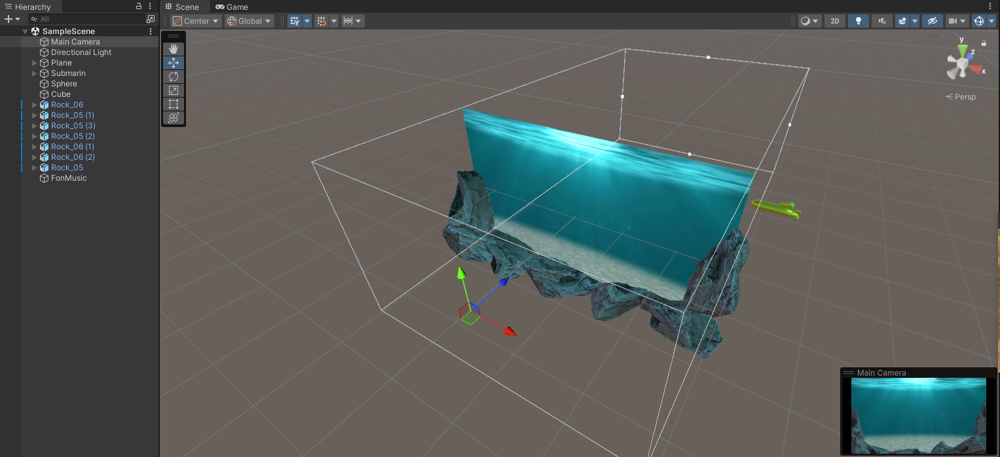 Hierarchy
All
SampleScene
Main Camera
Directional Light
Plane
Submarin
Sphere
Cube
Rock_06
Rock_05 (1)
Rock_05 (3)
Rock_05 (2)
Rock_06 (1)
Rock_06 (2)
Rock_05
FonMusic
Scene Game
Center Global 2D
y
z
x
Persp
Main Camera